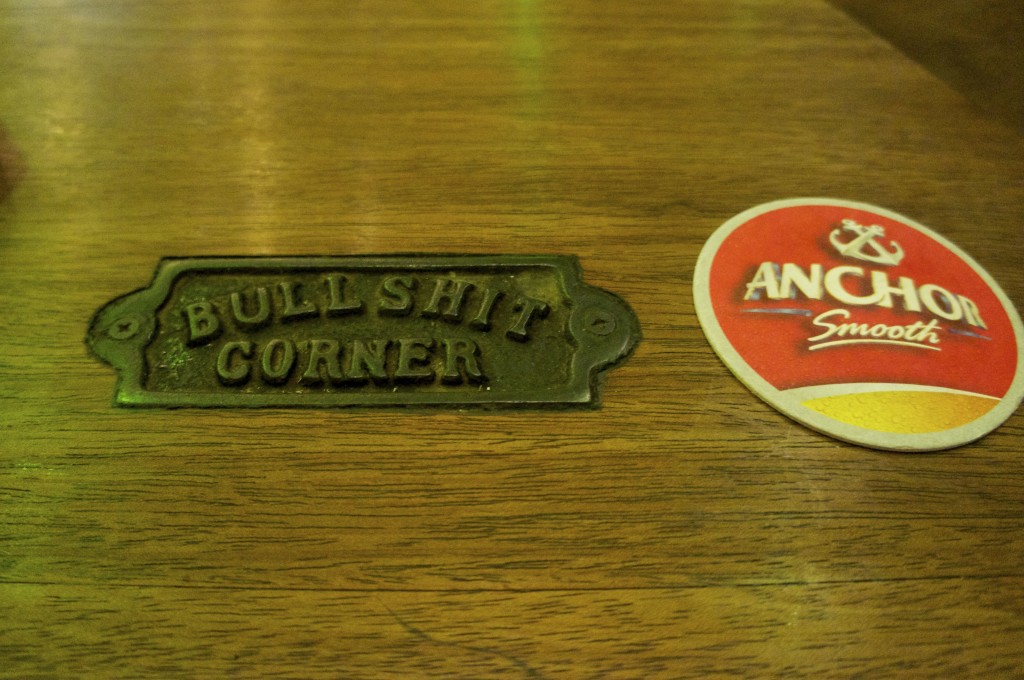 BULLSHIT
CORNER
ANCHOR
Smooth